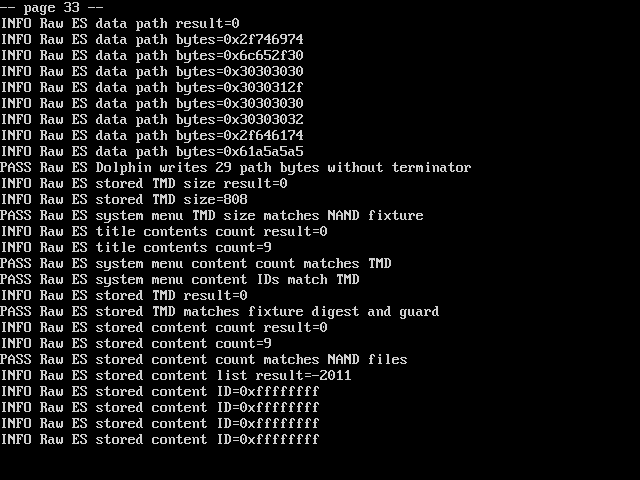 -- page 33 --
INFO Raw ES data path result=0
INFO Raw ES data path bytes=0x2f746974
INFO Raw ES data path bytes=0x6c652f30
INFO Raw ES data path bytes=0x30303030
INFO Raw ES data path bytes=0x3030312f
INFO Raw ES data path bytes=0x30303030
INFO Raw ES data path bytes=0x30303032
INFO Raw ES data path bytes=0x2f646174
INFO Raw ES data path bytes=0x61a5a5a5
PASS Raw ES Dolphin writes 29 path bytes without terminator
INFO Raw ES stored TMD size result=0
INFO Raw ES stored TMD size=808
PASS Raw ES system menu TMD size matches NAND fixture
INFO Raw ES title contents count result=0
INFO Raw ES title contents count=9
PASS Raw ES system menu content count matches TMD
PASS Raw ES system menu content IDs match TMD
INFO Raw ES stored TMD result=0
PASS Raw ES stored TMD matches fixture digest and guard
INFO Raw ES stored content count result=0
INFO Raw ES stored content count=9
PASS Raw ES stored content count matches NAND files
INFO Raw ES stored content list result=-2011
INFO Raw ES stored content ID=0xffffffff
INFO Raw ES stored content ID=0xffffffff
INFO Raw ES stored content ID=0xffffffff
INFO Raw ES stored content ID=0xffffffff